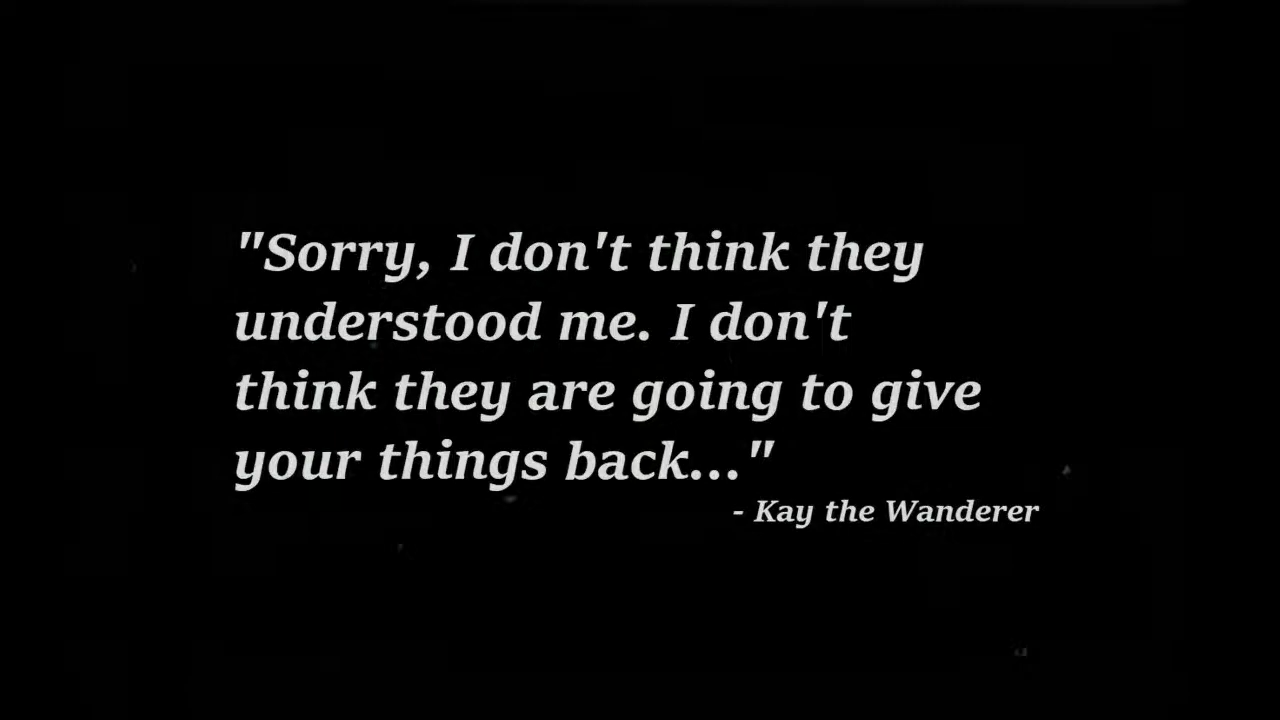 "Sorry, I don't think they
understood me. I don't
think they are going to give
your things back..."
- Kay the Wanderer